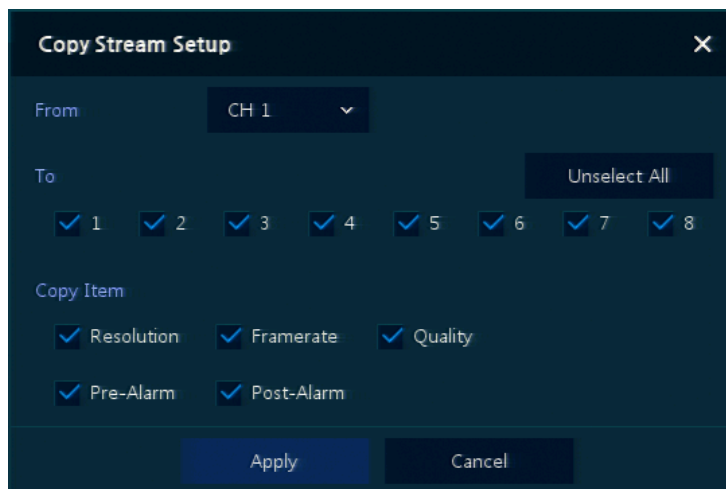 Copy Stream Setup
From CH 1
To Unselect All
1 2 3 4 5 6 7 8
Copy Item
Resolution Framerate Quality
Pre-Alarm Post-Alarm
Apply Cancel